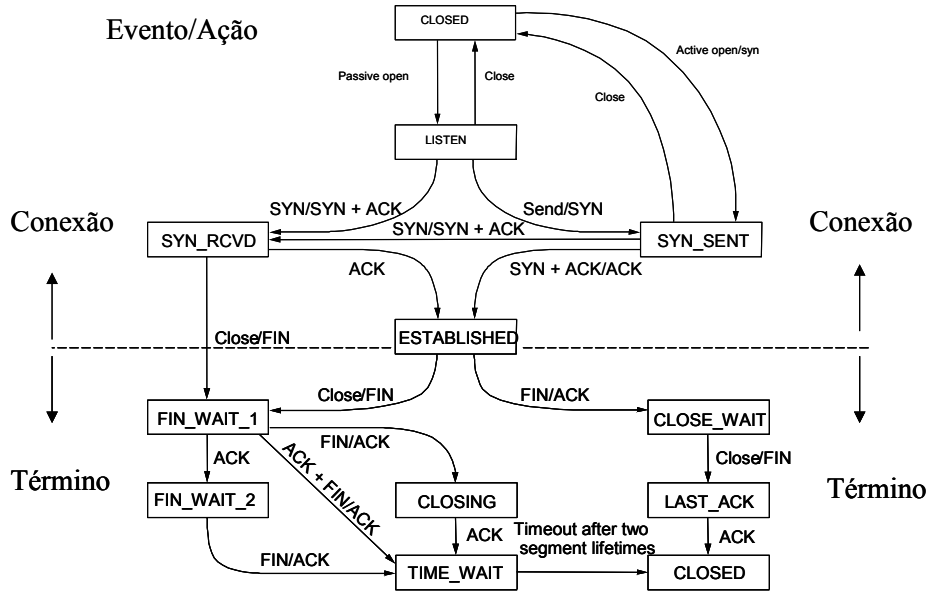 Evento/Ação
CLOSED
Active open/syn
Passive open
Close
Close
LISTEN
SYN/SYN + ACK
Send/SYN
Conexão
Conexão
SYN/SYN + ACK
SYN_RCVD
SYN_SENT
ACK
SYN + ACK/ACK
Close/FIN
ESTABLISHED
Close/FIN
FIN/ACK
FIN_WAIT_1
CLOSE_WAIT
FIN/ACK
ACK
ACK + FIN/ACK
Close/FIN
Término
Término
FIN_WAIT_2
CLOSING
LAST_ACK
ACK
Timeout after two
segment lifetimes
ACK
FIN/ACK
TIME_WAIT
CLOSED